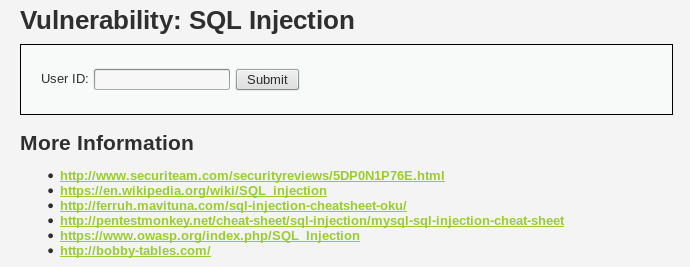 Vulnerability: SQL Injection
User ID: Submit
More Information
http://www.securiteam.com/securityreviews/5DP0N1P76E.html
https://en.wikipedia.org/wiki/SQL_injection
http://ferruh.mavituna.com/sql-injection-cheatsheet-oku/
http://pentestmonkey.net/cheat-sheet/sql-injection/mysql-sql-injection-cheat-sheet
https://www.owasp.org/index.php/SQL_Injection
http://bobby-tables.com/